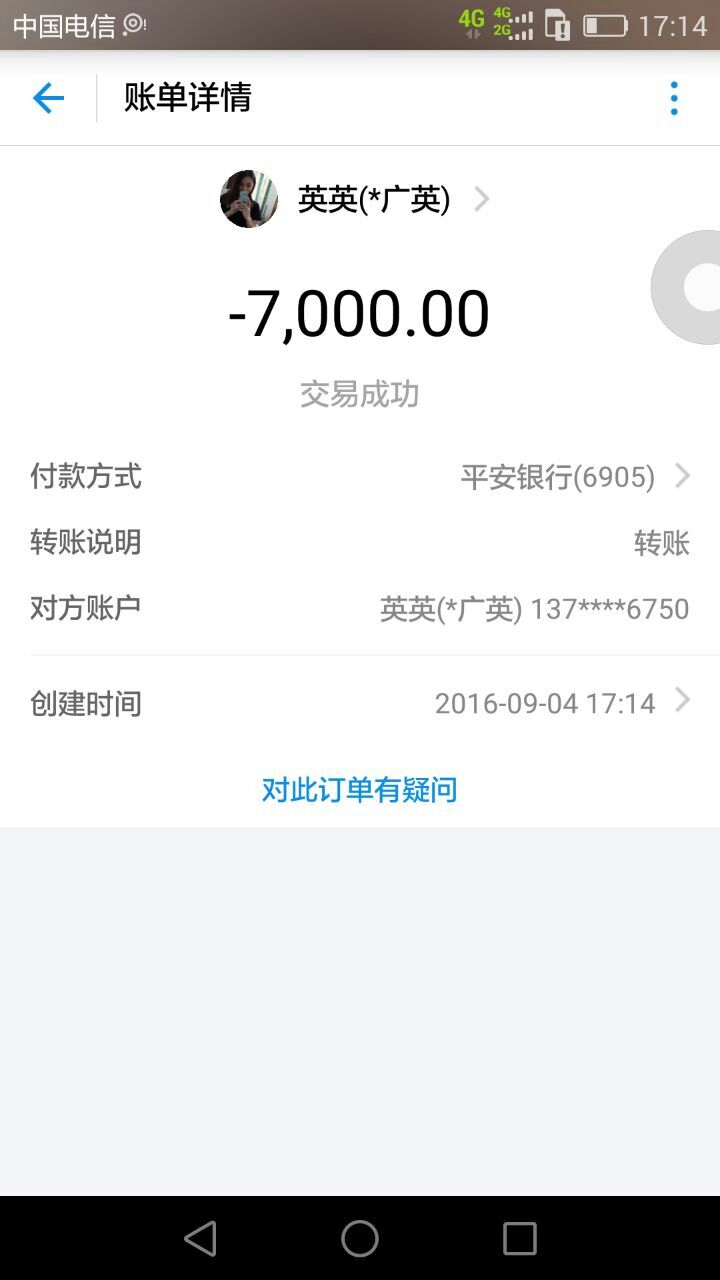 中国电信 4G 4G 2G 17:14
账单详情
英英(*广英)
-7,000.00
交易成功
付款方式 平安银行(6905)
转账说明 转账
对方账户 英英(*广英) 137****6750
创建时间 2016-09-04 17:14
对此订单有疑问